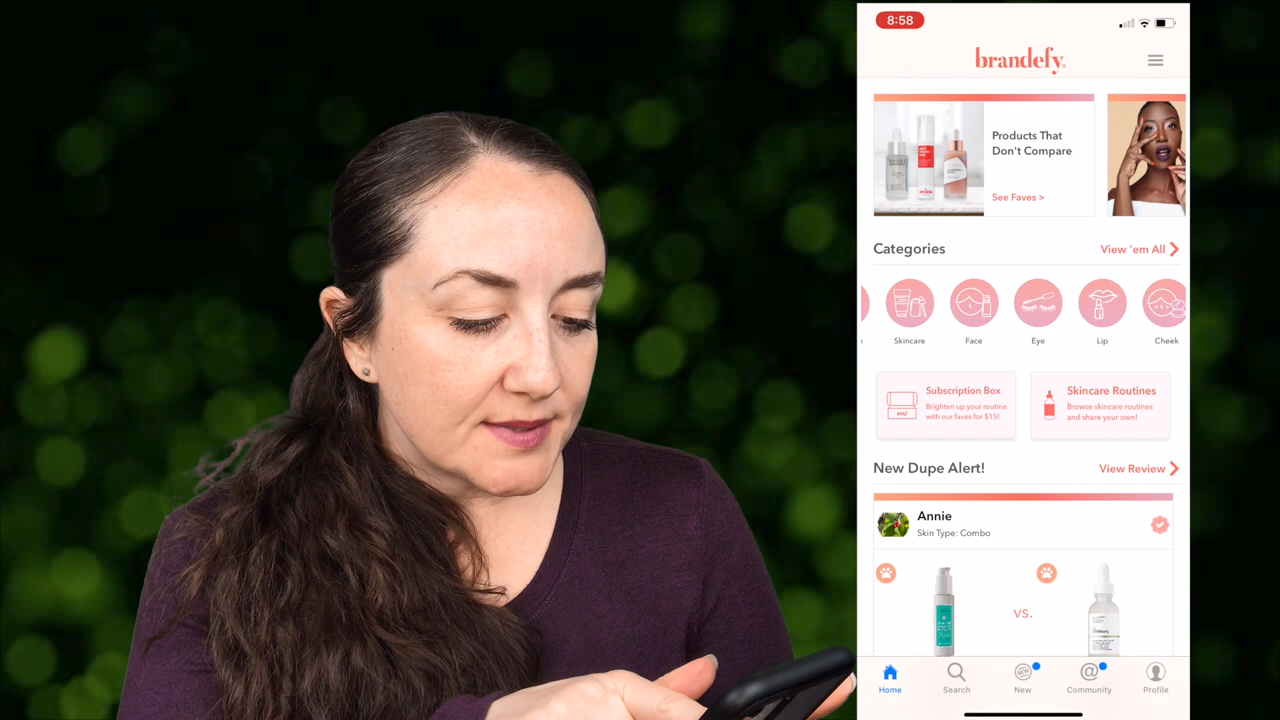 8:58
brandefy®
Products That
Don't Compare
See Faves >
Categories
View 'em All
Skincare
Face
Eye
Lip
Cheek
Subscription Box
Brighten up your routine
with our faves for $15!
Skincare Routines
Browse skincare routines
and share your own!
New Dupe Alert!
View Review
Annie
Skin Type: Combo
VS.
Ordinary
NEW
Home
Search
New
Community
Profile